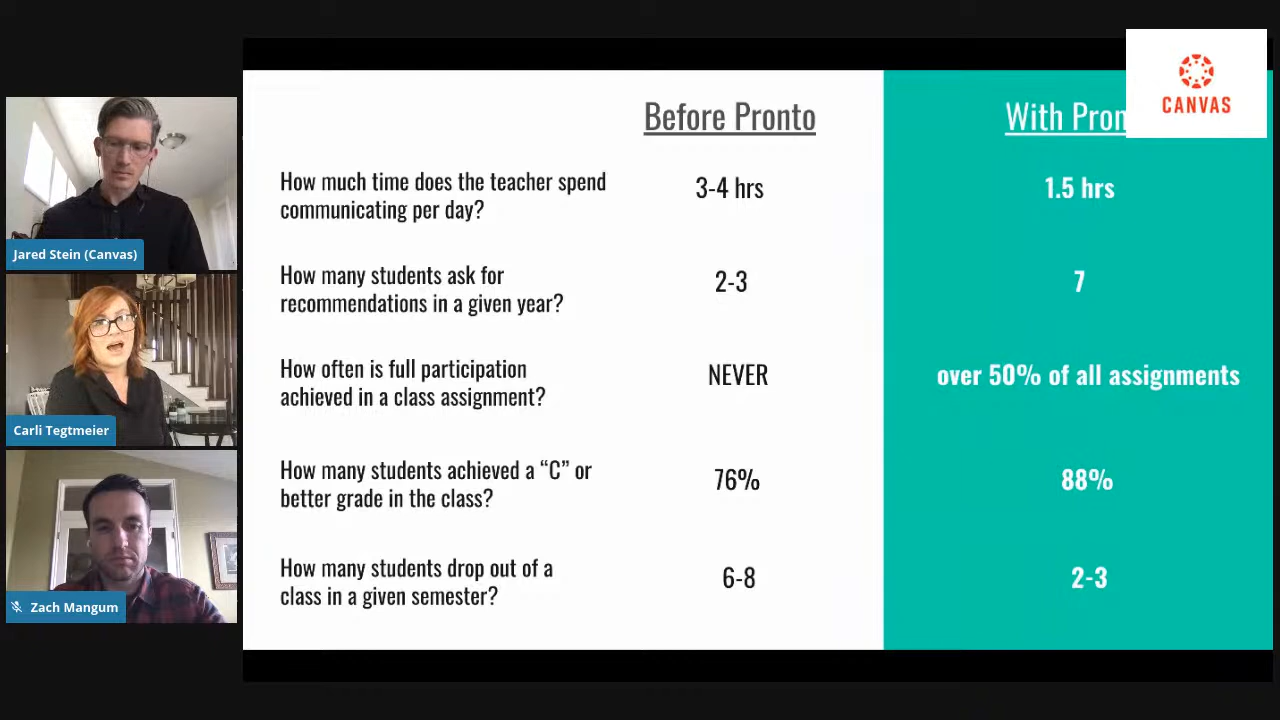 CANVAS
Before Pronto
With Pron
How much time does the teacher spend
communicating per day?
3-4 hrs
1.5 hrs
How many students ask for
recommendations in a given year?
2-3
7
How often is full participation
achieved in a class assignment?
NEVER
over 50% of all assignments
How many students achieved a “C” or
better grade in the class?
76%
88%
How many students drop out of a
class in a given semester?
6-8
2-3
Jared Stein (Canvas)
Carli Tegtmeier
Zach Mangum